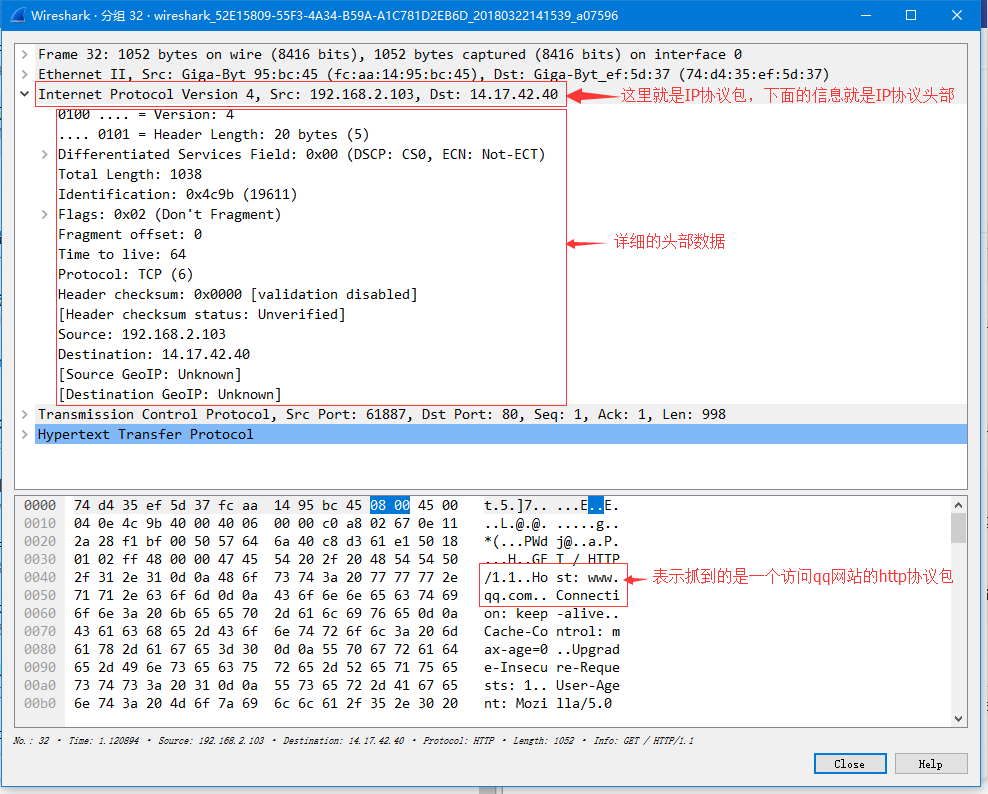 Wireshark · 分组 32 · wireshark_52E15809-55F3-4A34-B59A-A1C781D2EB6D_20180322141539_a07596
Frame 32: 1052 bytes on wire (8416 bits), 1052 bytes captured (8416 bits) on interface 0
Ethernet II, Src: Giga-Byt_95:bc:45 (fc:aa:14:95:bc:45), Dst: Giga-Byt_ef:5d:37 (74:d4:35:ef:5d:37)
Internet Protocol Version 4, Src: 192.168.2.103, Dst: 14.17.42.40
这里就是IP协议包，下面的信息就是IP协议头部
0100 .... = Version: 4
.... 0101 = Header Length: 20 bytes (5)
Differentiated Services Field: 0x00 (DSCP: CS0, ECN: Not-ECT)
Total Length: 1038
Identification: 0x4c9b (19611)
Flags: 0x02 (Don't Fragment)
Fragment offset: 0
详细的头部数据
Time to live: 64
Protocol: TCP (6)
Header checksum: 0x0000 [validation disabled]
[Header checksum status: Unverified]
Source: 192.168.2.103
Destination: 14.17.42.40
[Source GeoIP: Unknown]
[Destination GeoIP: Unknown]
Transmission Control Protocol, Src Port: 61887, Dst Port: 80, Seq: 1, Ack: 1, Len: 998
Hypertext Transfer Protocol
0000 74 d4 35 ef 5d 37 fc aa 14 95 bc 45 08 00 45 00 t.5.]7.. ...E..E.
0010 04 0e 4c 9b 40 00 40 06 00 00 c0 a8 02 67 0e 11 ..L.@.@. .....g..
0020 2a 28 f1 bf 00 50 57 64 6a 40 c8 d3 61 e1 50 18 *(...PWd j@..a.P.
0030 01 02 ff 48 00 00 47 45 54 20 2f 20 48 54 54 50 ...H..GE T / HTTP
0040 2f 31 2e 31 0d 0a 48 6f 73 74 3a 20 77 77 77 2e /1.1..Ho st: www.
表示抓到的是一个访问qq网站的http协议包
0050 71 71 2e 63 6f 6d 0d 0a 43 6f 6e 6e 65 63 74 69 qq.com.. Connecti
0060 6f 6e 3a 20 6b 65 65 70 2d 61 6c 69 76 65 0d 0a on: keep -alive..
0070 43 61 63 68 65 2d 43 6f 6e 74 72 6f 6c 3a 20 6d Cache-Co ntrol: m
0080 61 78 2d 61 67 65 3d 30 0d 0a 55 70 67 72 61 64 ax-age=0 ..Upgrad
0090 65 2d 49 6e 73 65 63 75 72 65 2d 52 65 71 75 65 e-Insecu re-Reque
00a0 73 74 73 3a 20 31 0d 0a 55 73 65 72 2d 41 67 65 sts: 1.. User-Age
00b0 6e 74 3a 20 4d 6f 7a 69 6c 6c 61 2f 35 2e 30 20 nt: Mozi lla/5.0
No.: 32 · Time: 1.120894 · Source: 192.168.2.103 · Destination: 14.17.42.40 · Protocol: HTTP · Length: 1052 · Info: GET / HTTP/1.1
Close Help